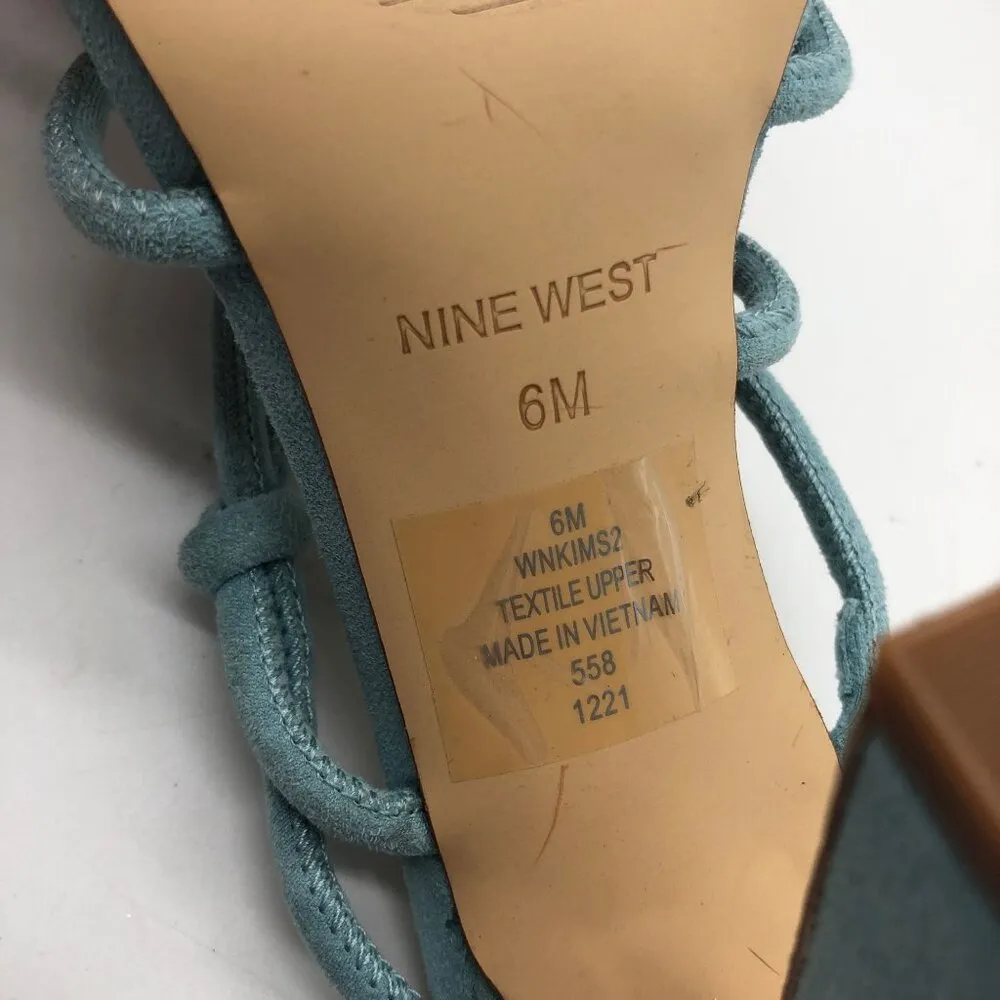 NINE WEST
6M
6M
WNKIMS2
TEXTILE UPPER
MADE IN VIETNAM
558
1221